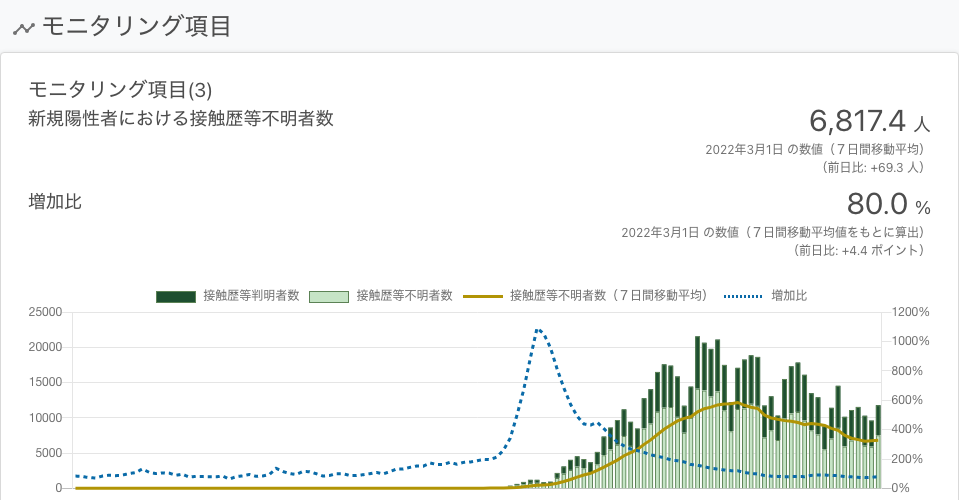 モニタリング項目
モニタリング項目(3)
新規陽性者における接触歴等不明者数
6,817.4 人
2022年3月1日 の数値（７日間移動平均）
（前日比: +69.3 人）
増加比
80.0 %
2022年3月1日 の数値（７日間移動平均値をもとに算出）
（前日比: +4.4 ポイント）
接触歴等判明者数 接触歴等不明者数 接触歴等不明者数（７日間移動平均） 増加比
25000 1200%
20000 1000%
15000 800%
10000 600%
5000 400%
0 200%
0%